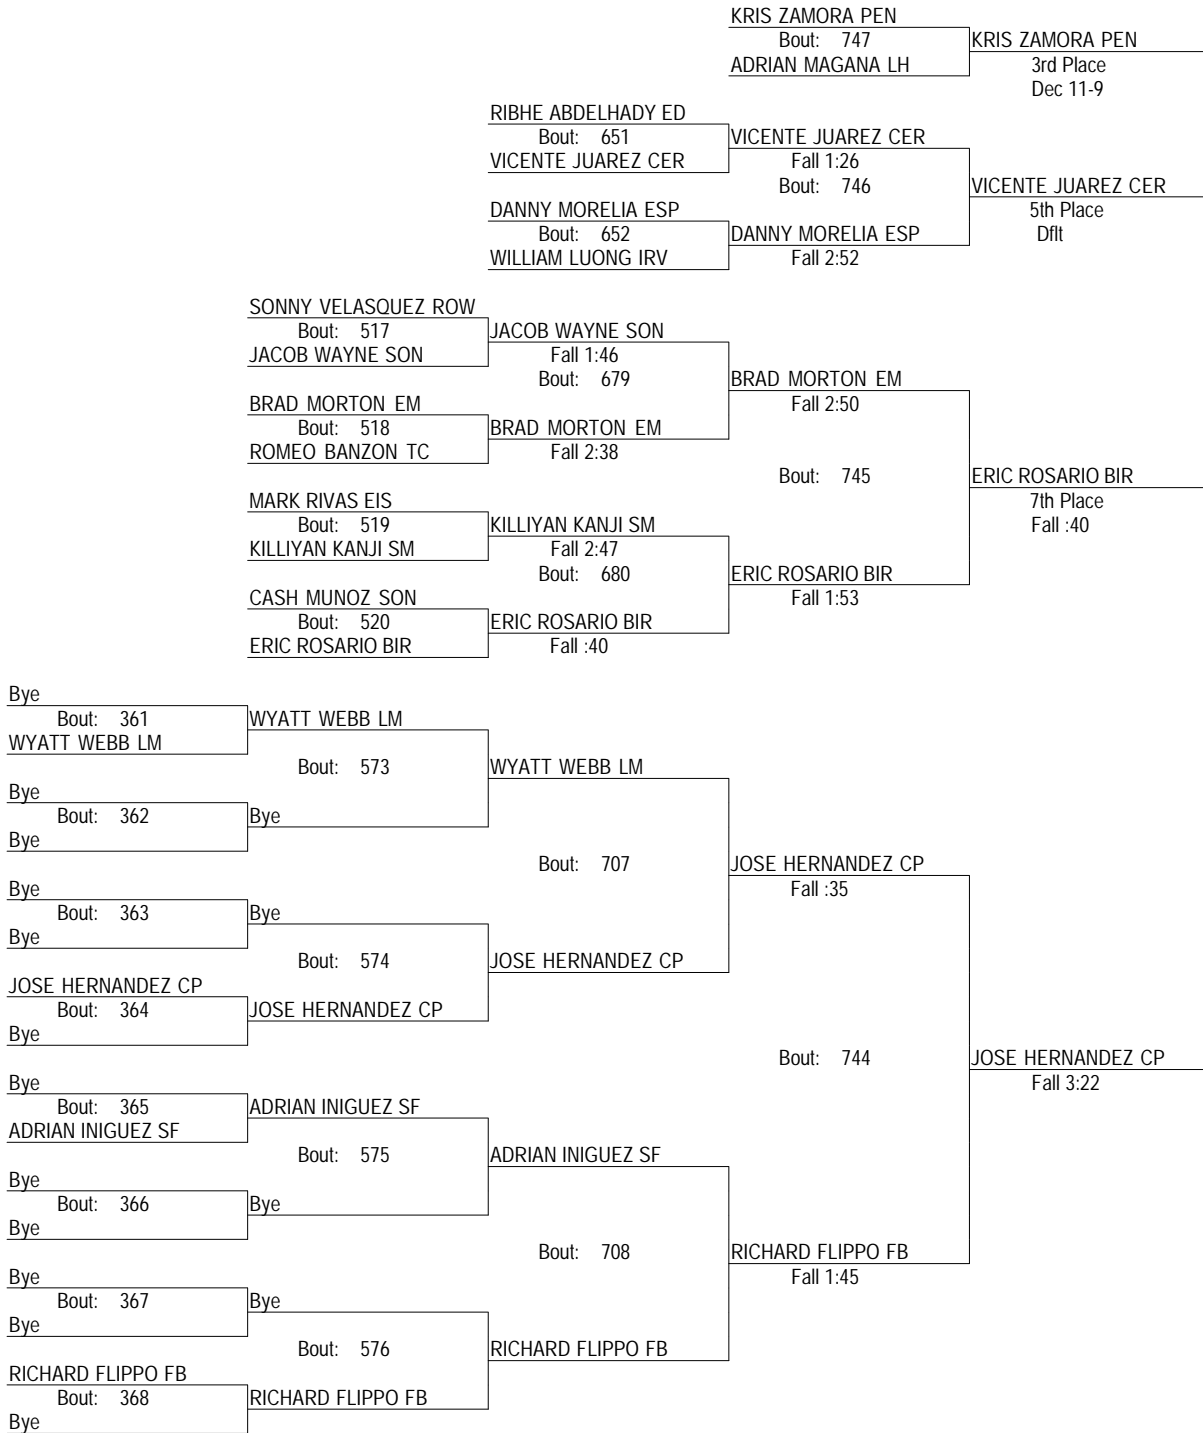 KRIS ZAMORA PEN
Bout: 747
KRIS ZAMORA PEN
ADRIAN MAGANA LH
3rd Place
Dec 11-9
RIBHE ABDELHADY ED
Bout: 651
VICENTE JUAREZ CER
VICENTE JUAREZ CER
Fall 1:26
Bout: 746
VICENTE JUAREZ CER
DANNY MORELIA ESP
5th Place
Bout: 652
DANNY MORELIA ESP
Dflt
WILLIAM LUONG IRV
Fall 2:52
SONNY VELASQUEZ ROW
Bout: 517
JACOB WAYNE SON
JACOB WAYNE SON
Fall 1:46
Bout: 679
BRAD MORTON EM
BRAD MORTON EM
Fall 2:50
Bout: 518
BRAD MORTON EM
ROMEO BANZON TC
Fall 2:38
Bout: 745
ERIC ROSARIO BIR
MARK RIVAS EIS
7th Place
Bout: 519
KILLIYAN KANJI SM
Fall :40
KILLIYAN KANJI SM
Fall 2:47
Bout: 680
ERIC ROSARIO BIR
CASH MUNOZ SON
Fall 1:53
Bout: 520
ERIC ROSARIO BIR
ERIC ROSARIO BIR
Fall :40
Bye
Bout: 361
WYATT WEBB LM
WYATT WEBB LM
Bout: 573
WYATT WEBB LM
Bye
Bout: 362
Bye
Bye
Bout: 707
JOSE HERNANDEZ CP
Bye
Fall :35
Bout: 363
Bye
Bye
Bout: 574
JOSE HERNANDEZ CP
JOSE HERNANDEZ CP
Bout: 364
JOSE HERNANDEZ CP
Bye
Bout: 744
JOSE HERNANDEZ CP
Bye
Fall 3:22
Bout: 365
ADRIAN INIGUEZ SF
ADRIAN INIGUEZ SF
Bout: 575
ADRIAN INIGUEZ SF
Bye
Bout: 366
Bye
Bye
Bout: 708
RICHARD FLIPPO FB
Bye
Fall 1:45
Bout: 367
Bye
Bye
Bout: 576
RICHARD FLIPPO FB
RICHARD FLIPPO FB
Bout: 368
RICHARD FLIPPO FB
Bye